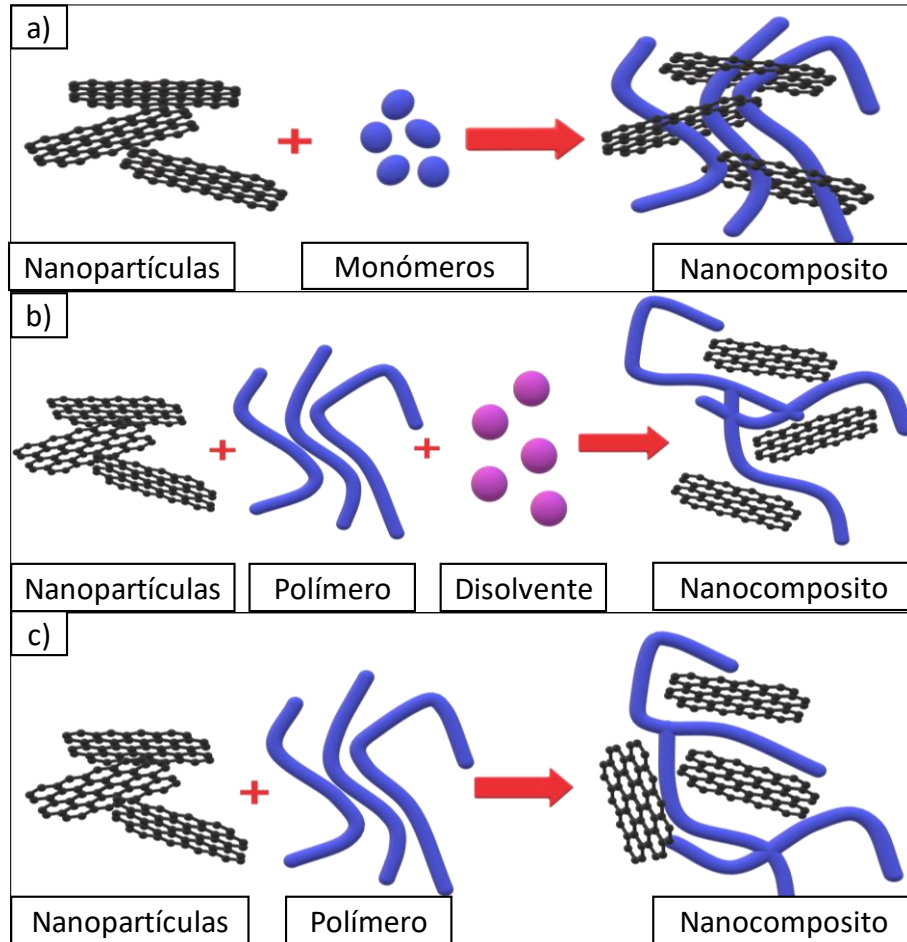 a)
Nanopartículas
Monómeros
Nanocomposito
b)
Nanopartículas
Polímero
Disolvente
Nanocomposito
c)
Nanopartículas
Polímero
Nanocomposito